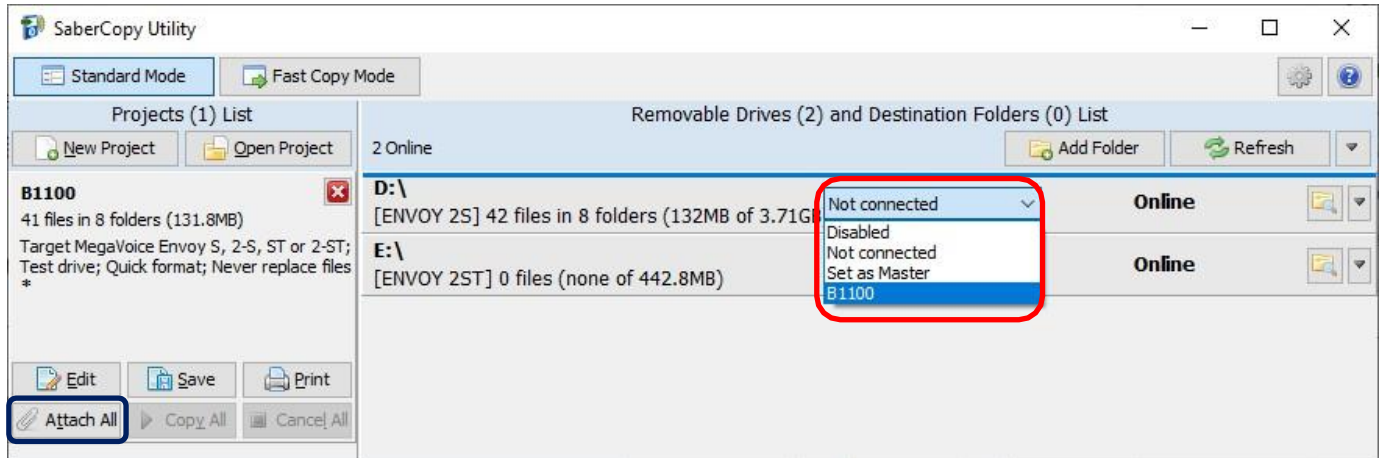 SaberCopy Utility
Standard Mode
Fast Copy Mode
Projects (1) List
Removable Drives (2) and Destination Folders (0) List
New Project
Open Project
2 Online
Add Folder
Refresh
B1100
41 files in 8 folders (131.8MB)
Target MegaVoice Envoy S, 2-S, ST or 2-ST;
Test drive; Quick format; Never replace files
*
D:\
[ENVOY 2S] 42 files in 8 folders (132MB of 3.71GB
Not connected
Online
Disabled
Not connected
Set as Master
B1100
E:\
[ENVOY 2ST] 0 files (none of 442.8MB)
Online
Edit
Save
Print
Attach All
Copy All
Cancel All